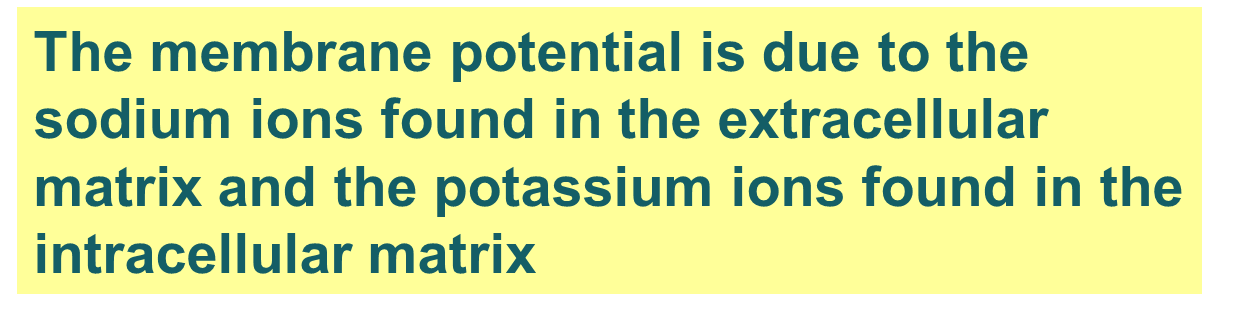 The membrane potential is due to the
sodium ions found in the extracellular
matrix and the potassium ions found in the
intracellular matrix